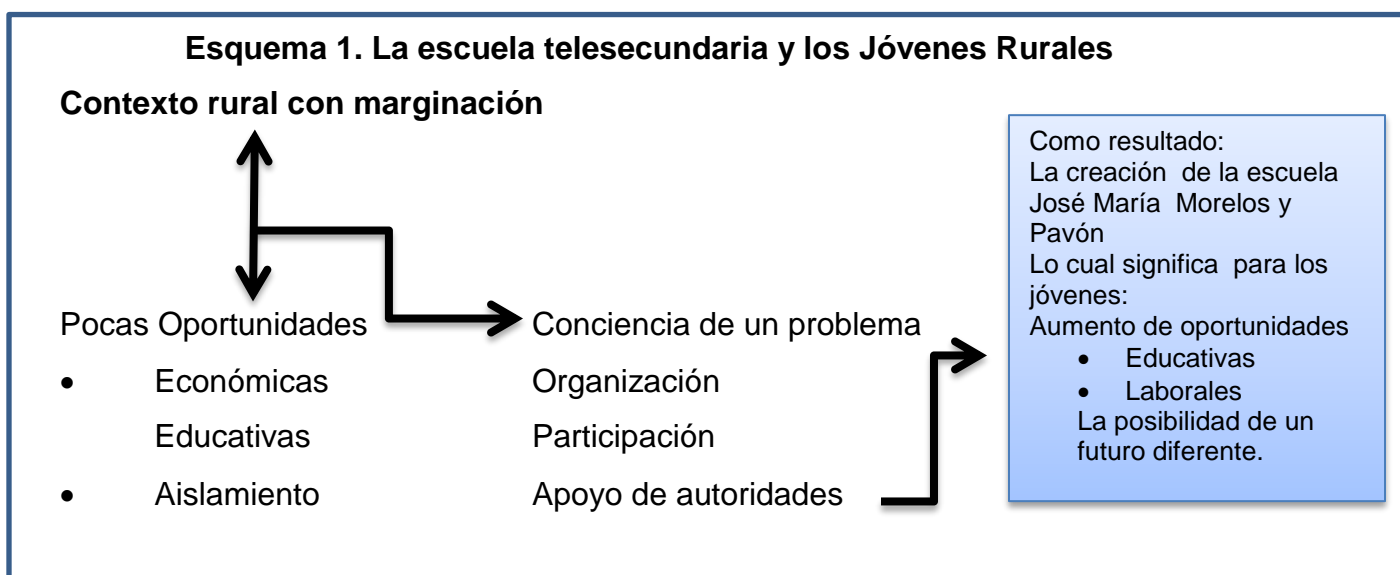 Esquema 1. La escuela telesecundaria y los Jóvenes Rurales
Contexto rural con marginación
Pocas Oportunidades
• Económicas
Educativas
• Aislamiento
Conciencia de un problema
Organización
Participación
Apoyo de autoridades
Como resultado:
La creación de la escuela
José María Morelos y
Pavón
Lo cual significa para los
jóvenes:
Aumento de oportunidades
• Educativas
• Laborales
La posibilidad de un
futuro diferente.